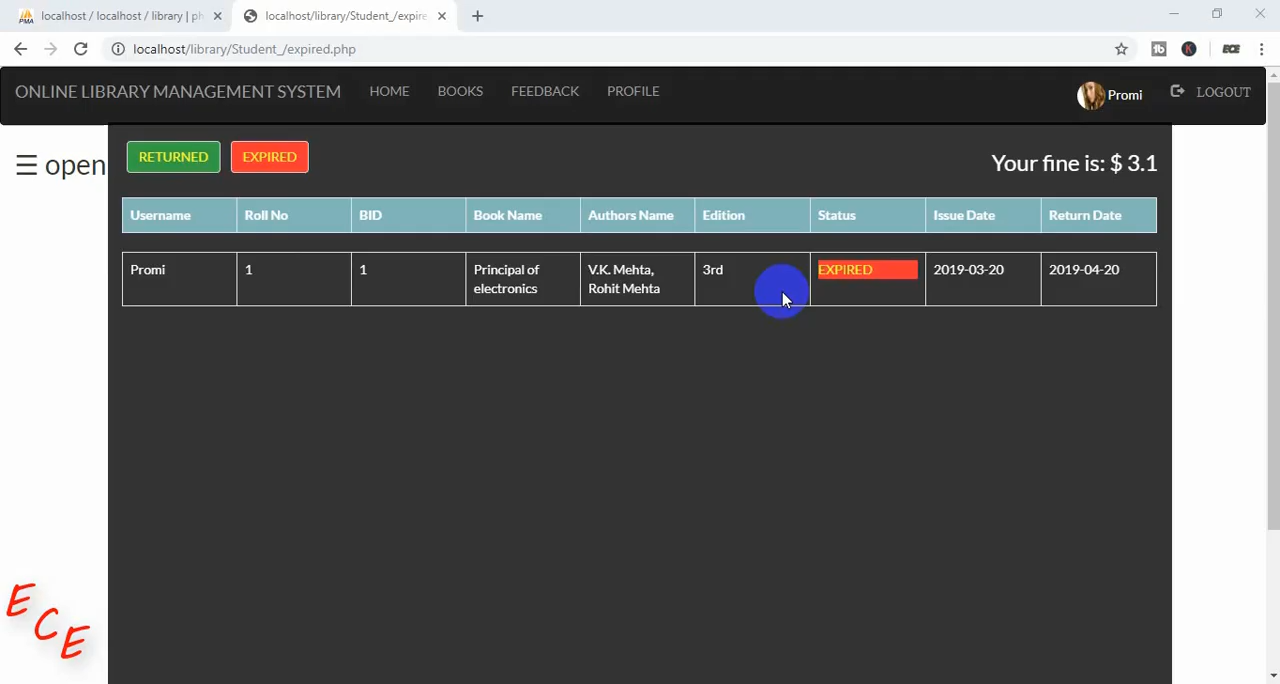 localhost / localhost / library | ph
localhost/library/Student_/expire
localhost/library/Student_/expired.php
ONLINE LIBRARY MANAGEMENT SYSTEM HOME BOOKS FEEDBACK PROFILE Promi LOGOUT
☰ open
RETURNED EXPIRED Your fine is: $ 3.1
Username Roll No BID Book Name Authors Name Edition Status Issue Date Return Date
Promi 1 1 Principal of V.K. Mehta, 3rd EXPIRED 2019-03-20 2019-04-20
electronics Rohit Mehta
E C E